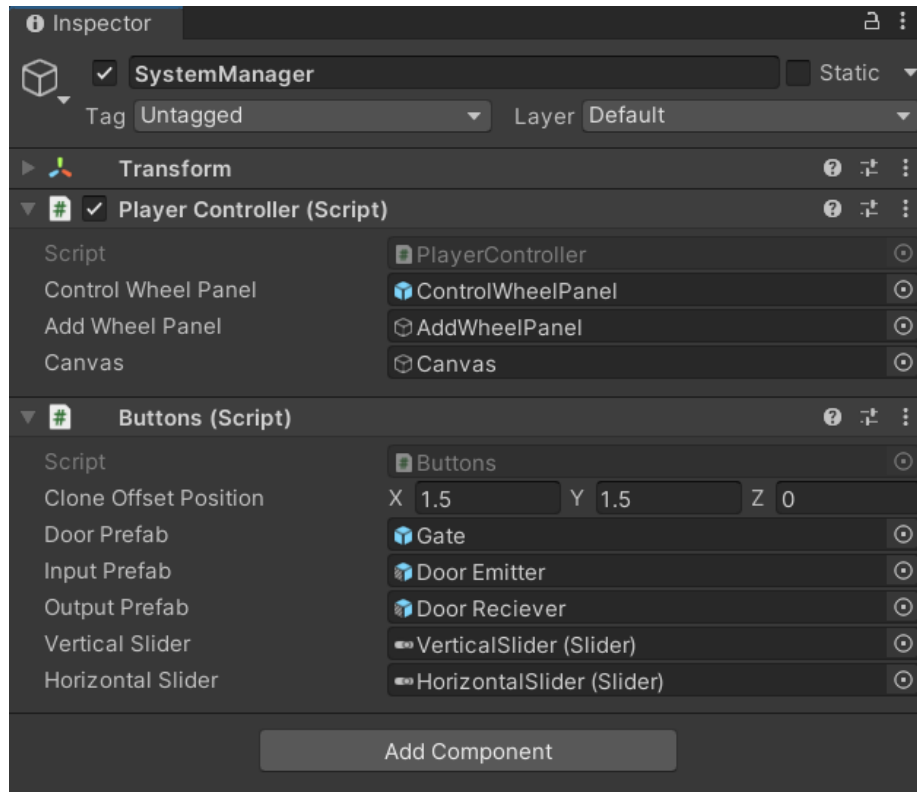 Inspector
SystemManager Static
Tag Untagged Layer Default
Transform
# Player Controller (Script)
Script # PlayerController
Control Wheel Panel ControlWheelPanel
Add Wheel Panel AddWheelPanel
Canvas Canvas
# Buttons (Script)
Script # Buttons
Clone Offset Position X 1.5 Y 1.5 Z 0
Door Prefab Gate
Input Prefab Door Emitter
Output Prefab Door Reciever
Vertical Slider VerticalSlider (Slider)
Horizontal Slider HorizontalSlider (Slider)
Add Component